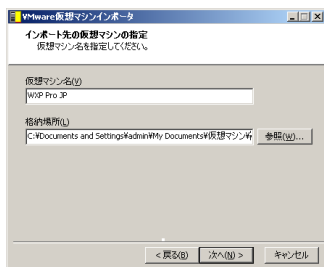 VMware仮想マシンインポータ
インポート先の仮想マシンの指定
仮想マシン名を指定してください。
仮想マシン名(V)
WXP Pro JP
格納場所(L)
C:¥Documents and Settings¥admin¥My Documents¥仮想マシン¥
参照(W)...
< 戻る(B)
次へ(N) >
キャンセル